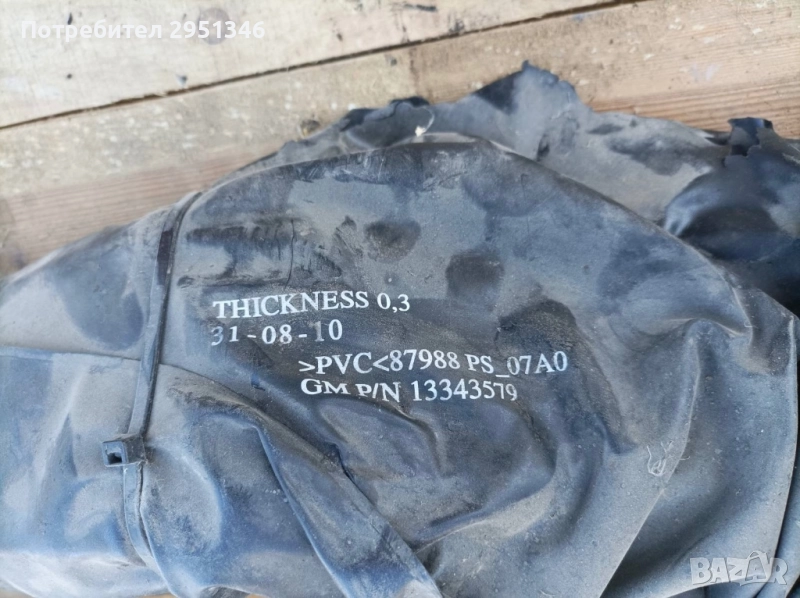 Потребител 2951346
THICKNESS 0,3
31-08-10
>PVC<87988 PS_07A0
GM P/N 13343579
BAZAR